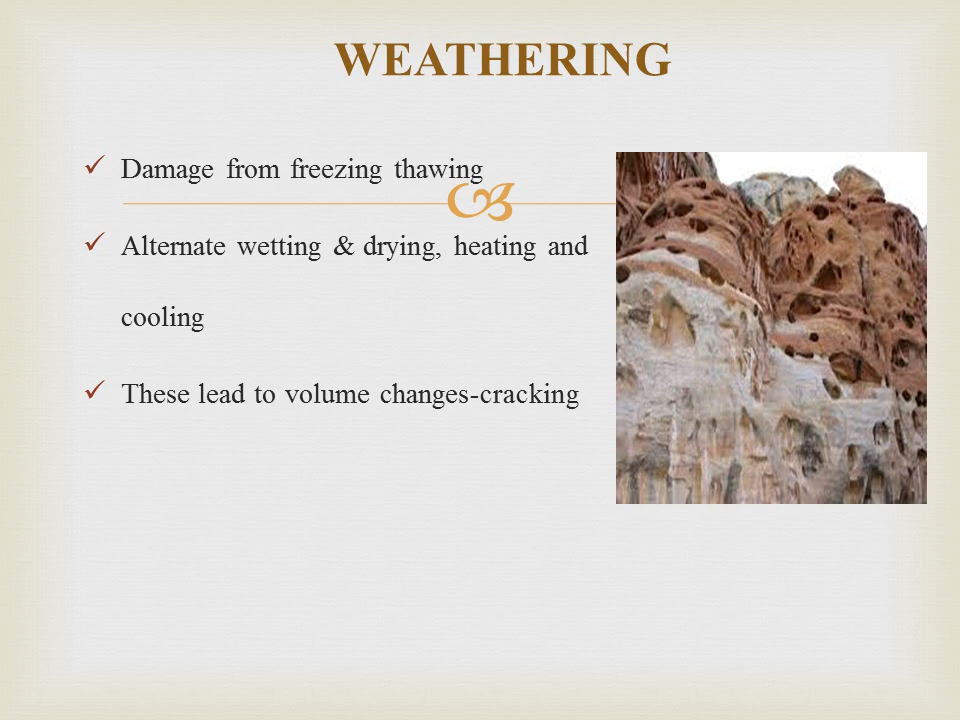 WEATHERING
Damage from freezing thawing
Alternate wetting & drying, heating and
cooling
These lead to volume changes-cracking